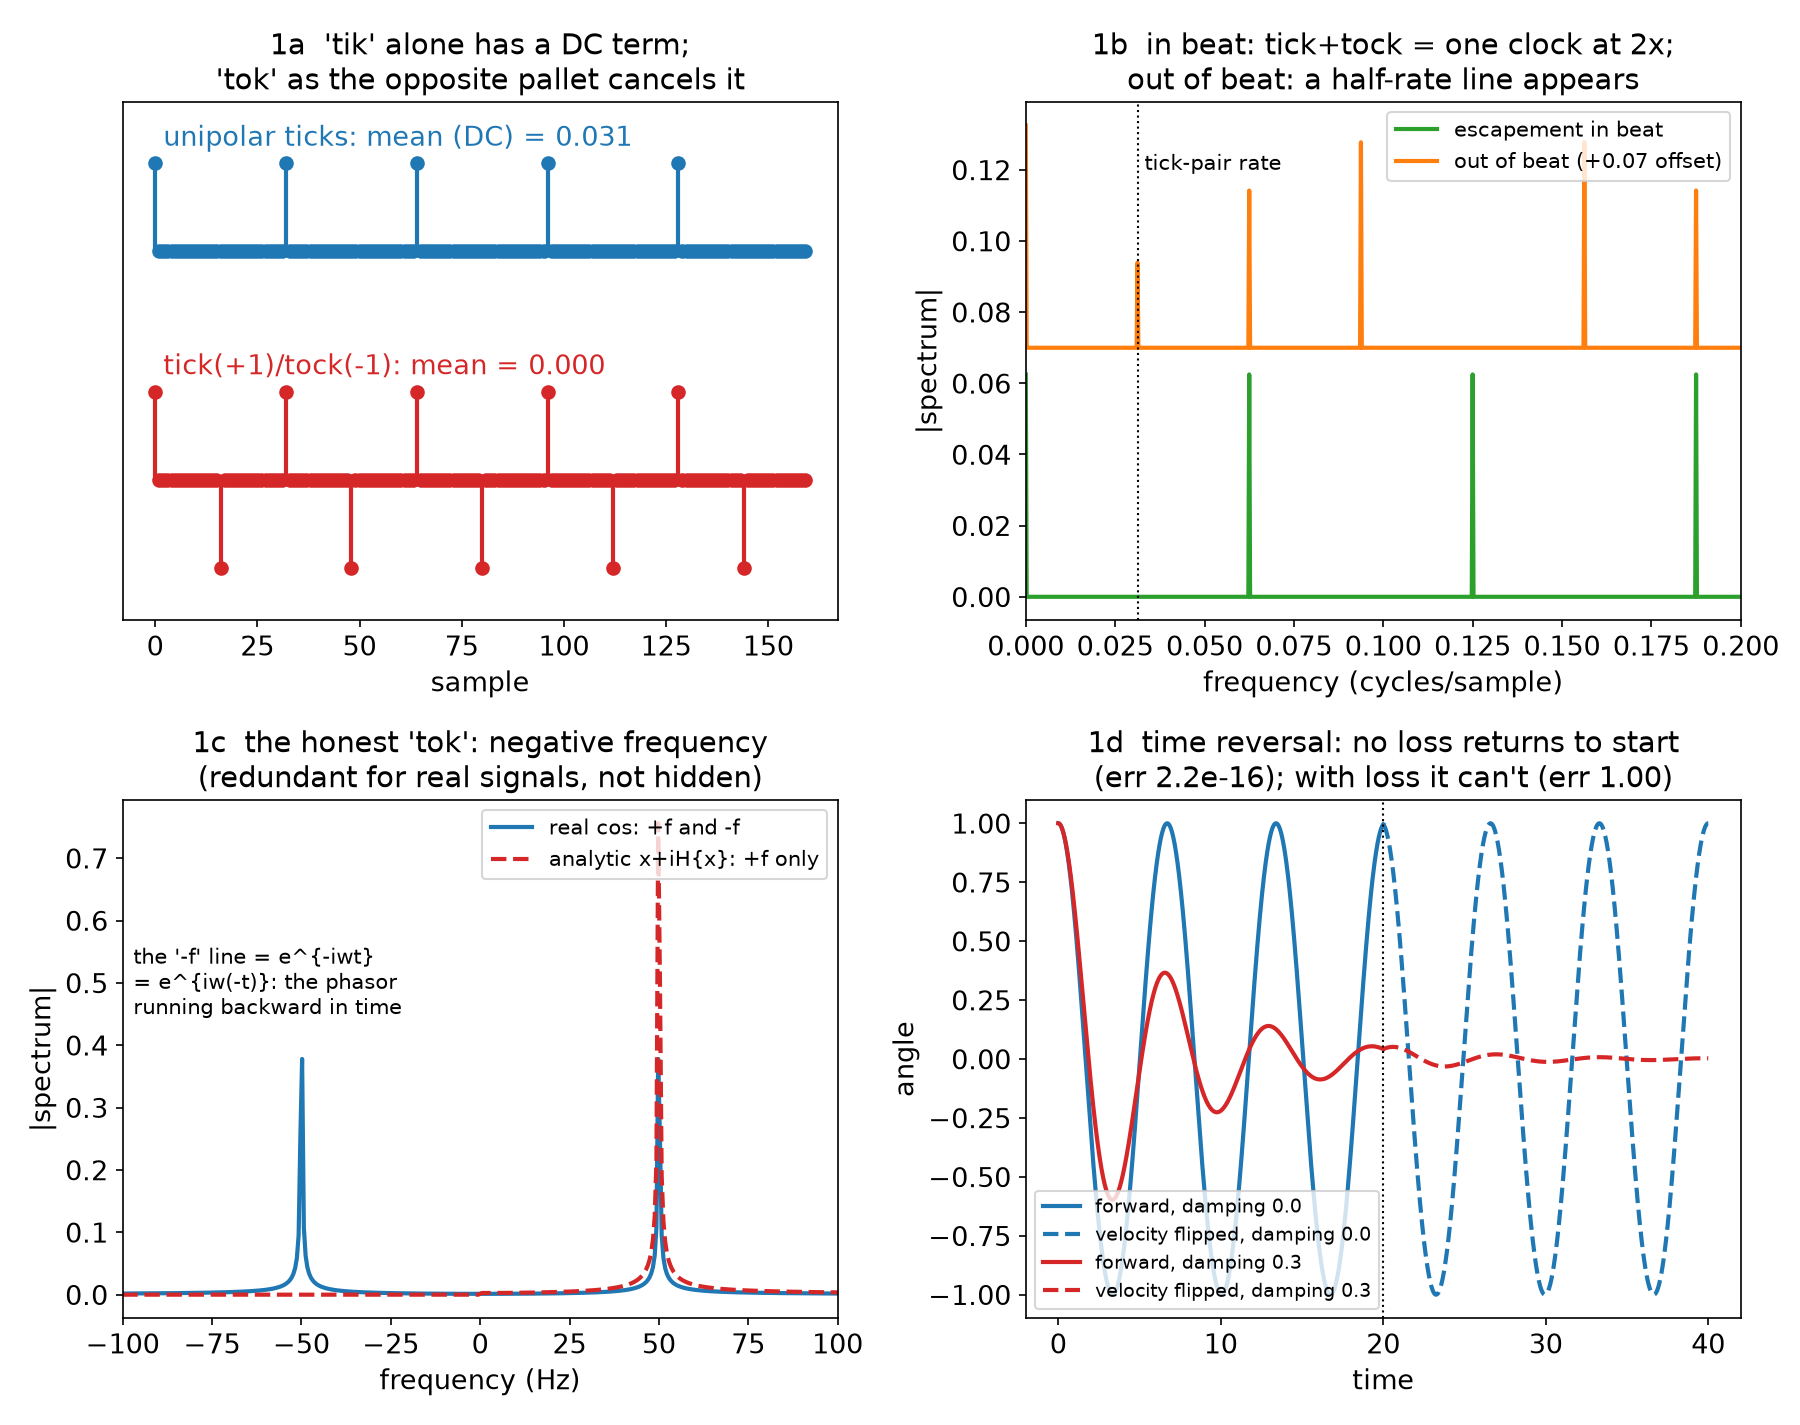 1a  'tik' alone has a DC term;
'tok' as the opposite pallet cancels it
unipolar ticks: mean (DC) = 0.031
tick(+1)/tock(-1): mean = 0.000
0 25 50 75 100 125 150
sample
1b  in beat: tick+tock = one clock at 2x;
out of beat: a half-rate line appears
escapement in beat
out of beat (+0.07 offset)
tick-pair rate
|spectrum|
0.12
0.10
0.08
0.06
0.04
0.02
0.00
0.000 0.025 0.050 0.075 0.100 0.125 0.150 0.175 0.200
frequency (cycles/sample)
1c  the honest 'tok': negative frequency
(redundant for real signals, not hidden)
real cos: +f and -f
analytic x+iH{x}: +f only
the '-f' line = e^{-iwt}
= e^{iw(-t)}: the phasor
running backward in time
|spectrum|
0.7
0.6
0.5
0.4
0.3
0.2
0.1
0.0
−100 −75 −50 −25 0 25 50 75 100
frequency (Hz)
1d  time reversal: no loss returns to start
(err 2.2e-16); with loss it can't (err 1.00)
angle
1.00
0.75
0.50
0.25
0.00
−0.25
−0.50
−0.75
−1.00
forward, damping 0.0
velocity flipped, damping 0.0
forward, damping 0.3
velocity flipped, damping 0.3
0 10 20 30 40
time